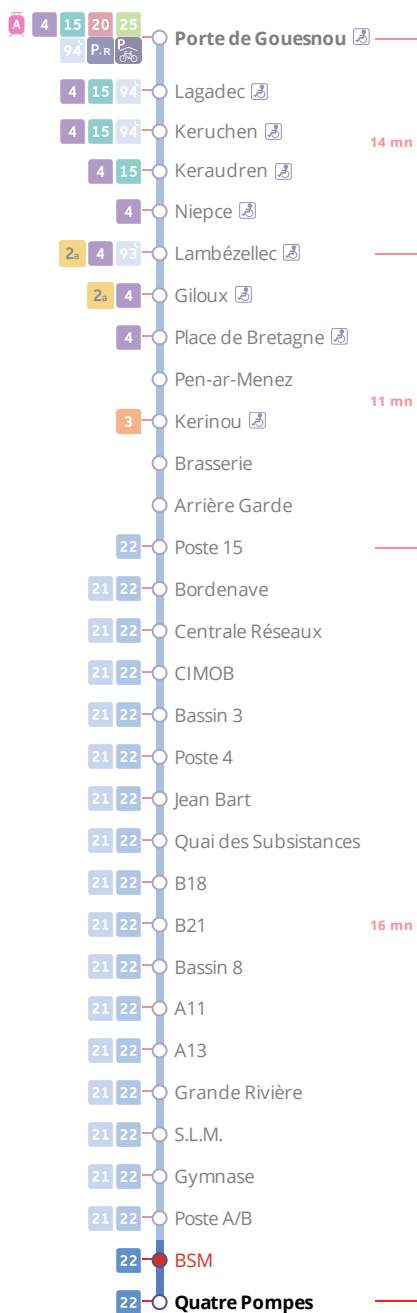 A 4 15 20 25
94 P.R P
Porte de Gouesnou
4 15 94 Lagadec
4 15 94 Keruchen
14 mn
4 15 Keraudren
4 Niepce
2a 4 93 Lambézellec
2a 4 Giloux
4 Place de Bretagne
Pen-ar-Menez
11 mn
3 Kerinou
Brasserie
Arrière Garde
22 Poste 15
21 22 Bordenave
21 22 Centrale Réseaux
21 22 CIMOB
21 22 Bassin 3
21 22 Poste 4
21 22 Jean Bart
21 22 Quai des Subsistances
21 22 B18
21 22 B21
16 mn
21 22 Bassin 8
21 22 A11
21 22 A13
21 22 Grande Rivière
21 22 S.L.M.
21 22 Gymnase
21 22 Poste A/B
22 BSM
22 Quatre Pompes